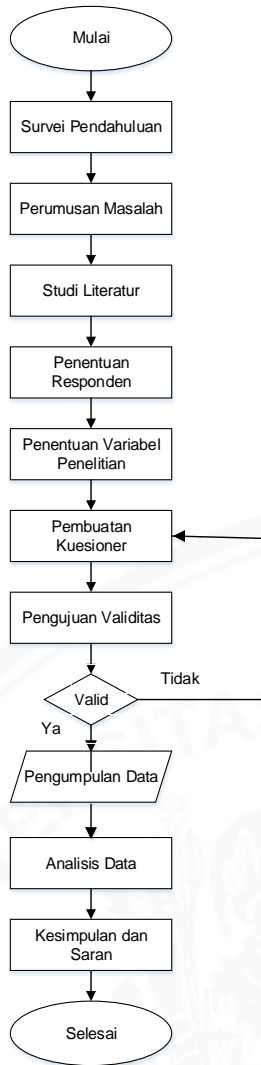 Mulai
Survei Pendahuluan
Perumusan Masalah
Studi Literatur
Penentuan
Responden
Penentuan Variabel
Penelitian
Pembuatan
Kuesioner
Pengujuan Validitas
Valid
Tidak
Ya
Pengumpulan Data
Analisis Data
Kesimpulan dan
Saran
Selesai